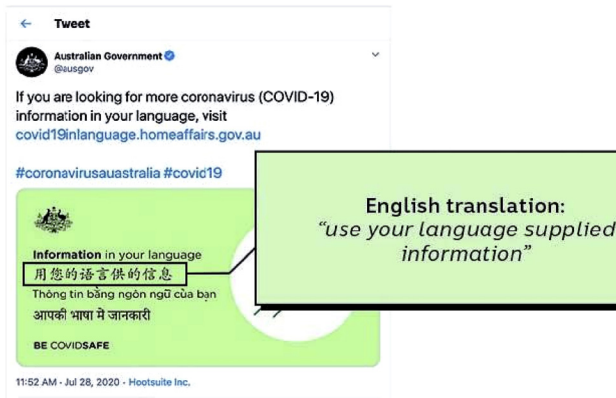 Tweet
Australian Government
@ausgov
If you are looking for more coronavirus (COVID-19)
information in your language, visit
covid19inlanguage.homeaffairs.gov.au
#coronavirusauastralia #covid19
Information in your language
用您的语言供的信息
Thông tin bằng ngôn ngữ của bạn
आपकी भाषा में जानकारी
BE COVIDSAFE
11:52 AM · Jul 28, 2020 · Hootsuite Inc.
English translation:
“use your language supplied
information”